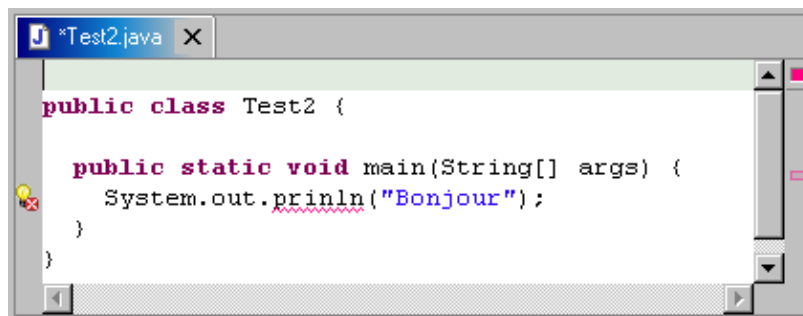 *Test2.java
public class Test2 {
public static void main(String[] args) {
System.out.prinln("Bonjour");
}
}